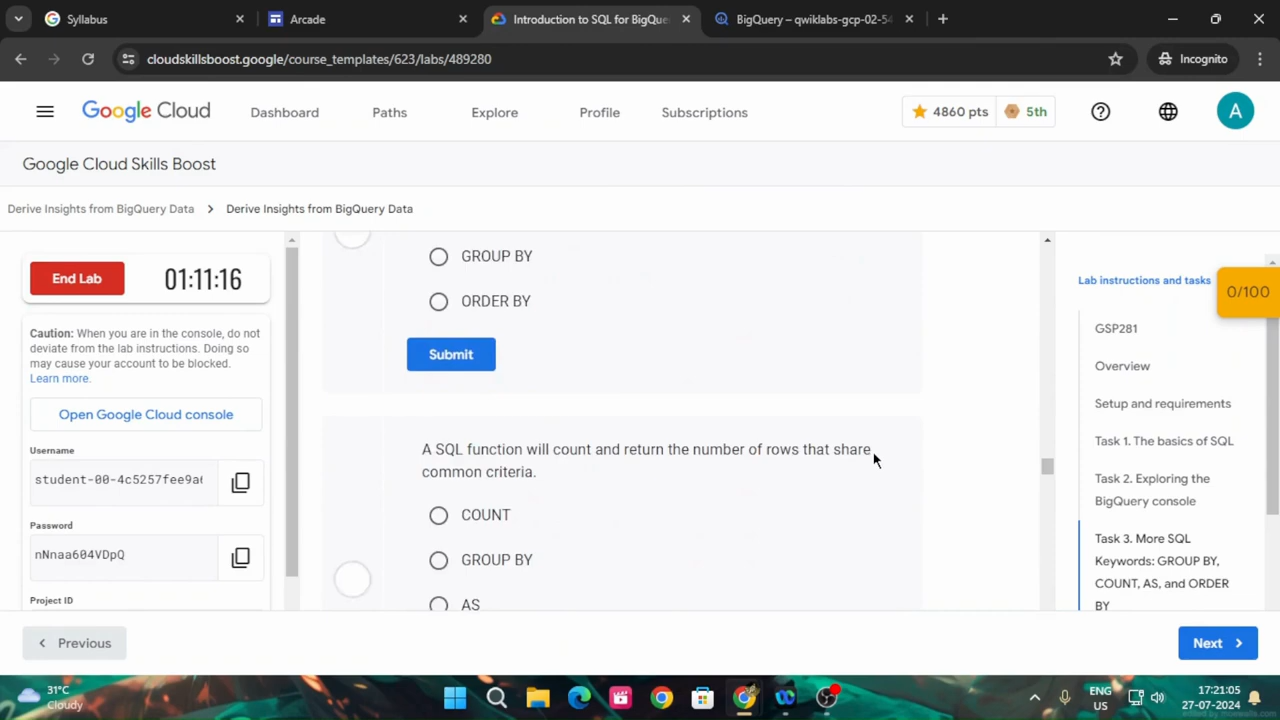 Syllabus
Arcade
Introduction to SQL for BigQue
BigQuery – qwiklabs-gcp-02-54
cloudskillsboost.google/course_templates/623/labs/489280
Incognito
Google Cloud
Dashboard
Paths
Explore
Profile
Subscriptions
4860 pts
5th
A
Google Cloud Skills Boost
Derive Insights from BigQuery Data
Derive Insights from BigQuery Data
End Lab
01:11:16
Caution: When you are in the console, do not
deviate from the lab instructions. Doing so
may cause your account to be blocked.
Learn more.
Open Google Cloud console
Username
student-00-4c5257fee9a6
Password
nNnaa604VDpQ
Project ID
GROUP BY
ORDER BY
Submit
A SQL function will count and return the number of rows that share
common criteria.
COUNT
GROUP BY
AS
Lab instructions and tasks
0/100
GSP281
Overview
Setup and requirements
Task 1. The basics of SQL
Task 2. Exploring the
BigQuery console
Task 3. More SQL
Keywords: GROUP BY,
COUNT, AS, and ORDER
BY
Previous
Next
31°C
Cloudy
ENG
US
17:21:05
27-07-2024